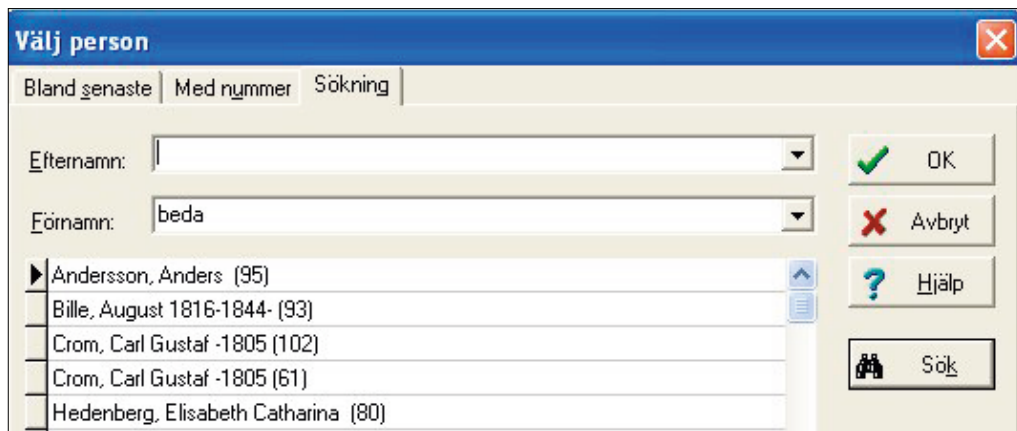 Välj person
Bland senaste Med nummer Sökning
Efternamn:
OK
Förnamn: beda
Avbryt
Andersson, Anders (95)
Bille, August 1816-1844- (93)
Crom, Carl Gustaf -1805 (102)
Crom, Carl Gustaf -1805 (61)
Hedenberg, Elisabeth Catharina (80)
Hjälp
Sök